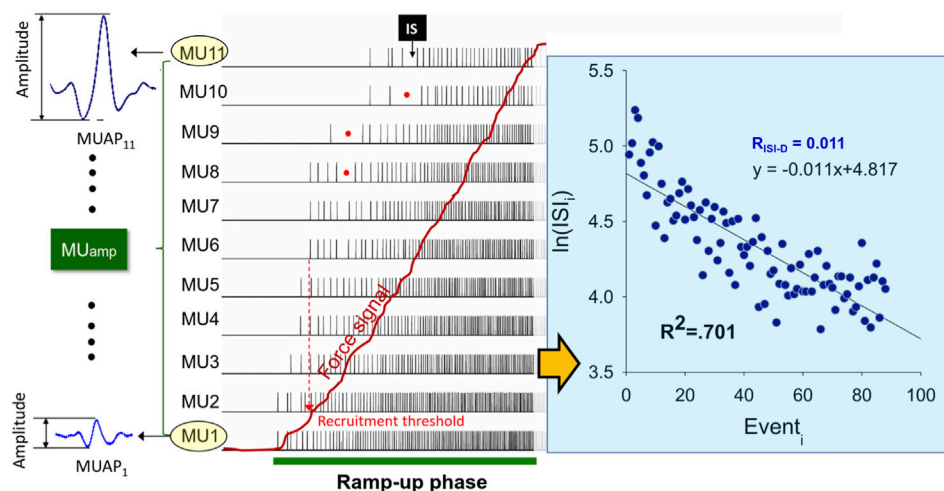 Amplitude
MUAP11
MUamp
Amplitude
MUAP1
MU11
MU10
MU9
MU8
MU7
MU6
MU5
MU4
MU3
MU2
MU1
IS
Force signal
Recruitment threshold
Ramp-up phase
5.5
5.0
4.5
4.0
3.5
ln(ISIi)
RISI-D = 0.011
y = -0.011x+4.817
R2=.701
0 20 40 60 80 100
Eventi